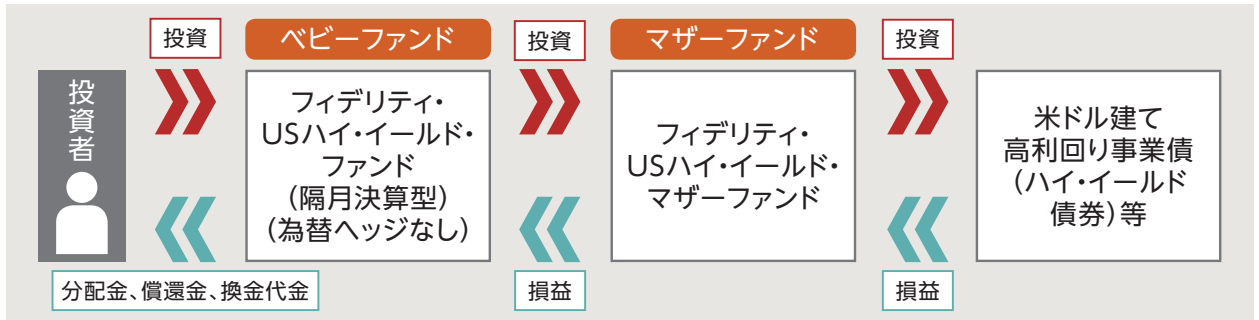 投資
ベビーファンド
投資
マザーファンド
投資
投資者
フィデリティ・
USハイ・イールド・
ファンド
(隔月決算型)
(為替ヘッジなし)
フィデリティ・
USハイ・イールド・
マザーファンド
米ドル建て
高利回り事業債
(ハイ・イールド
債券)等
分配金、償還金、換金代金
損益
損益